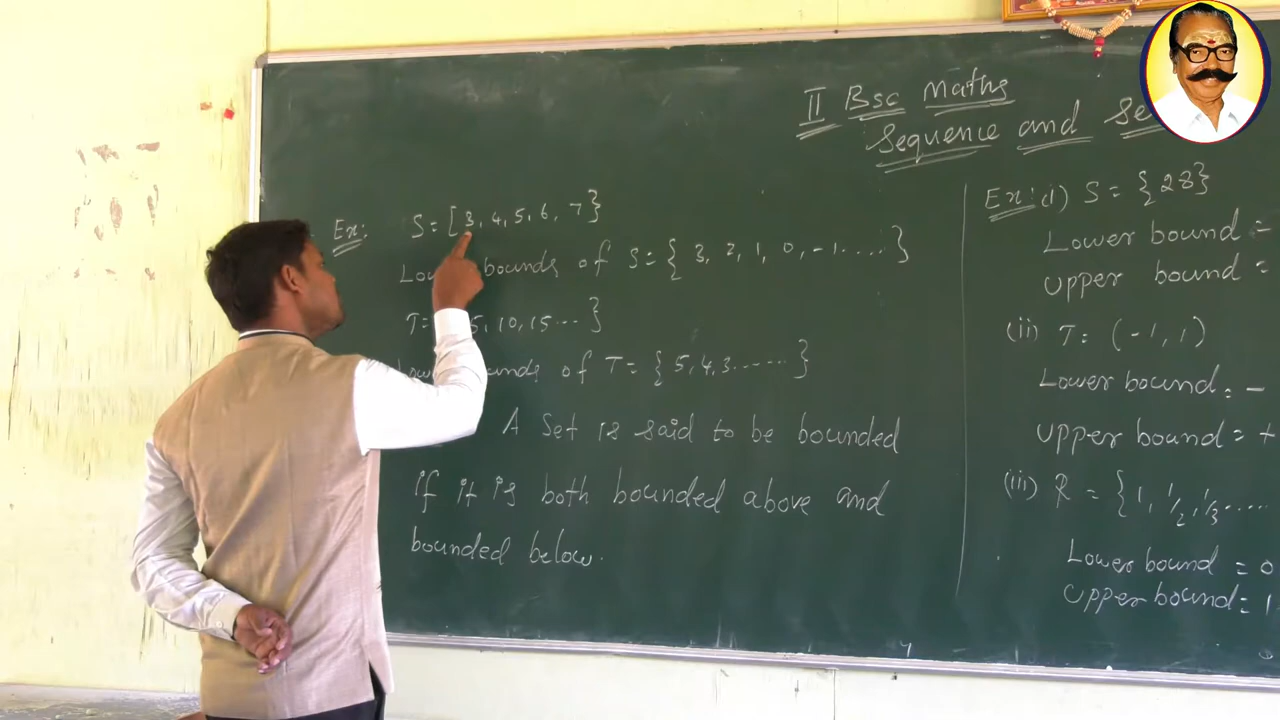 II Bsc Maths
Sequence and Se
Ex: S = [3, 4, 5, 6, 7}
bounds of S = { 3, 2, 1, 0, -1..... }
T= 5, 10, 15... }
of T = { 5, 4, 3....... }
A Set is said to be bounded
if it is both bounded above and
bounded below.
Ex: (i) S = {28}
Lower bound =
upper bound =
(ii) T = (-1, 1)
Lower bound = -
upper bound = +
(iii) R = {1, 1/2, 1/3.....
Lower bound = 0
upper bound = 1